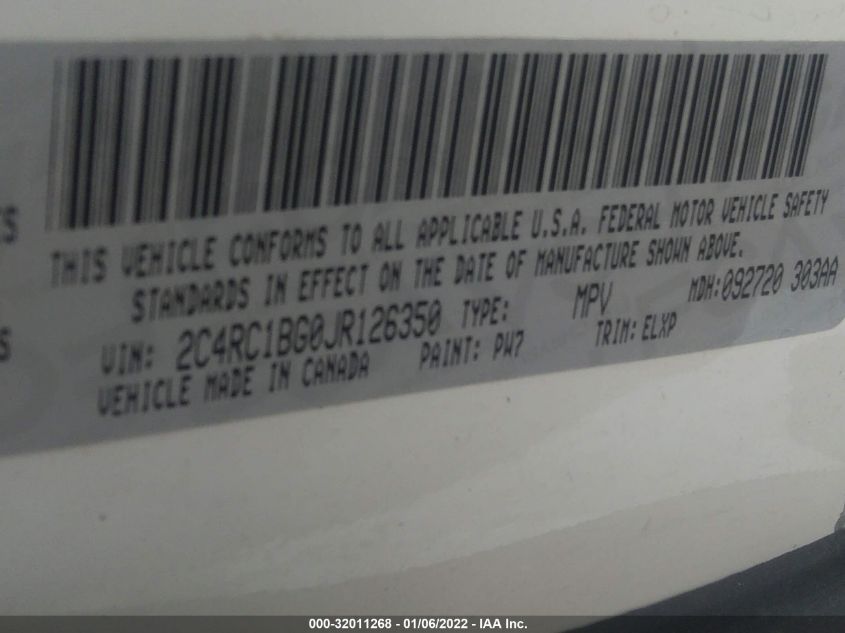 S
THIS VEHICLE CONFORMS TO ALL APPLICABLE U.S.A. FEDERAL MOTOR VEHICLE SAFETY
STANDARDS IN EFFECT ON THE DATE OF MANUFACTURE SHOWN ABOVE.
S
VIN: 2C4RC1BG0JR126350 TYPE: MPV MDH:092720 303AA
VEHICLE MADE IN CANADA PAINT: PW7 TRIM: ELXP
000-32011268 - 01/06/2022 - IAA Inc.